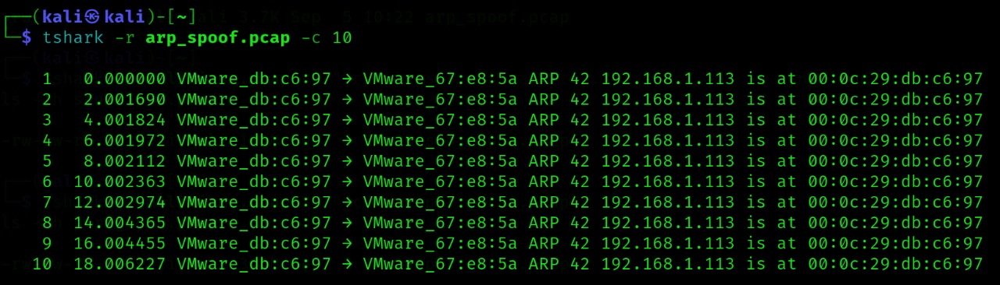 ┌──(kali㉿kali)-[~]
└─$ tshark -r arp_spoof.pcap -c 10
1 0.000000 VMware_db:c6:97 → VMware_67:e8:5a ARP 42 192.168.1.113 is at 00:0c:29:db:c6:97
2 2.001690 VMware_db:c6:97 → VMware_67:e8:5a ARP 42 192.168.1.113 is at 00:0c:29:db:c6:97
3 4.001824 VMware_db:c6:97 → VMware_67:e8:5a ARP 42 192.168.1.113 is at 00:0c:29:db:c6:97
4 6.001972 VMware_db:c6:97 → VMware_67:e8:5a ARP 42 192.168.1.113 is at 00:0c:29:db:c6:97
5 8.002112 VMware_db:c6:97 → VMware_67:e8:5a ARP 42 192.168.1.113 is at 00:0c:29:db:c6:97
6 10.002363 VMware_db:c6:97 → VMware_67:e8:5a ARP 42 192.168.1.113 is at 00:0c:29:db:c6:97
7 12.002974 VMware_db:c6:97 → VMware_67:e8:5a ARP 42 192.168.1.113 is at 00:0c:29:db:c6:97
8 14.004365 VMware_db:c6:97 → VMware_67:e8:5a ARP 42 192.168.1.113 is at 00:0c:29:db:c6:97
9 16.004455 VMware_db:c6:97 → VMware_67:e8:5a ARP 42 192.168.1.113 is at 00:0c:29:db:c6:97
10 18.006227 VMware_db:c6:97 → VMware_67:e8:5a ARP 42 192.168.1.113 is at 00:0c:29:db:c6:97